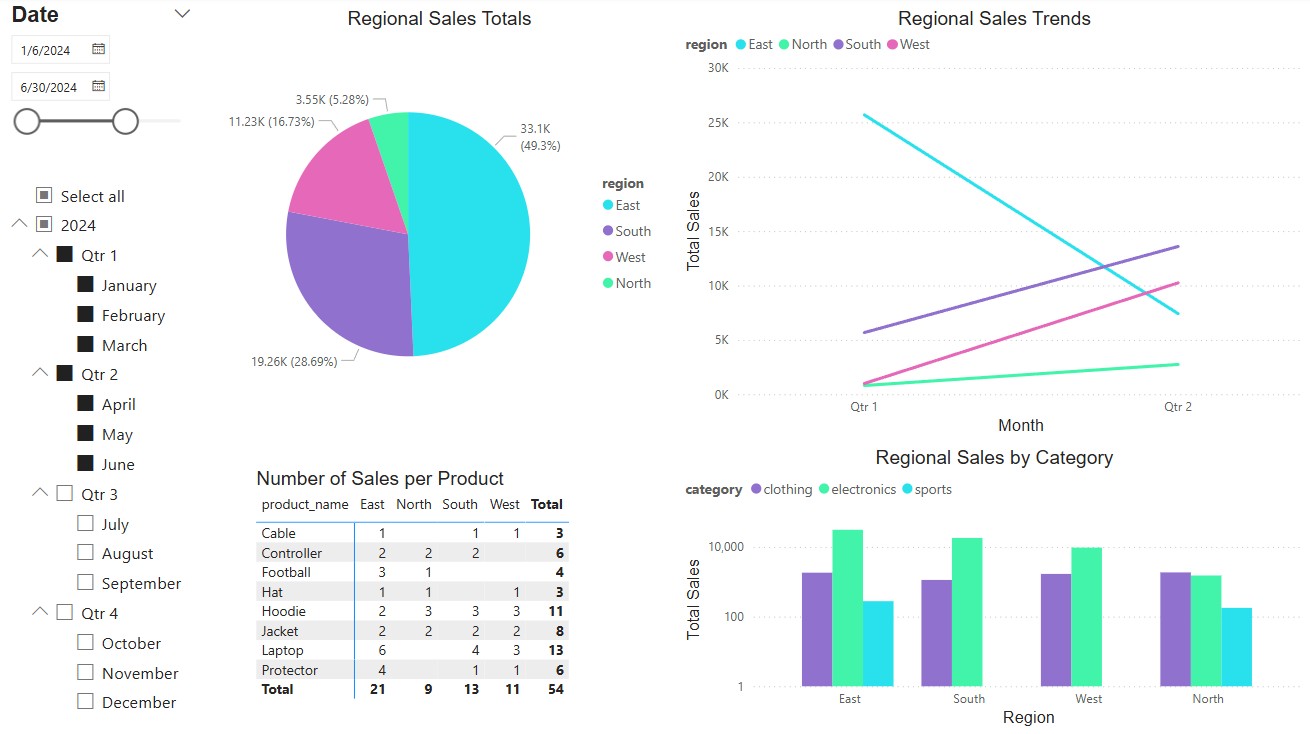 Date
1/6/2024
6/30/2024
Select all
2024
Qtr 1
January
February
March
Qtr 2
April
May
June
Qtr 3
July
August
September
Qtr 4
October
November
December
Regional Sales Totals
3.55K (5.28%)
11.23K (16.73%)
33.1K
(49.3%)
19.26K (28.69%)
region
East
South
West
North
Number of Sales per Product
product_name East North South West Total
Cable 1 1 1 3
Controller 2 2 2 6
Football 3 1 4
Hat 1 1 1 3
Hoodie 2 3 3 3 11
Jacket 2 2 2 2 8
Laptop 6 4 3 13
Protector 4 1 1 6
Total 21 9 13 11 54
Regional Sales Trends
region East North South West
30K
25K
20K
15K
10K
5K
0K
Total Sales
Qtr 1 Qtr 2
Month
Regional Sales by Category
category clothing electronics sports
10,000
100
1
Total Sales
East South West North
Region